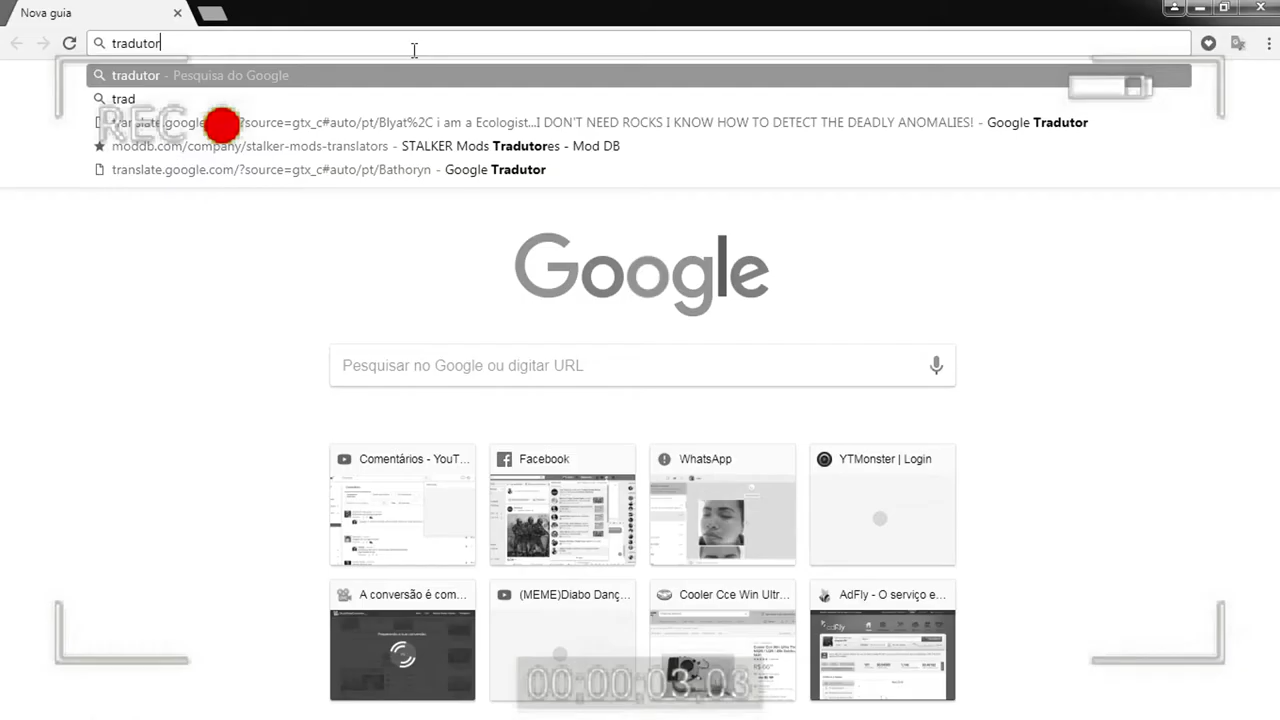 Nova guia
tradutor
tradutor - Pesquisa do Google
trad
REC
translate.google.com/?source=gtx_c#auto/pt/Blyat%2C i am a Ecologist...I DON'T NEED ROCKS I KNOW HOW TO DETECT THE DEADLY ANOMALIES! - Google Tradutor
moddb.com/company/stalker-mods-translators - STALKER Mods Tradutores - Mod DB
translate.google.com/?source=gtx_c#auto/pt/Bathoryn - Google Tradutor
Google
Pesquisar no Google ou digitar URL
Comentários - YouT...
Facebook
WhatsApp
YTMonster | Login
A conversão é com...
(MEME)Diabo Danç...
Cooler Cce Win Ultr...
AdFly - O serviço e...
00;00;03,03